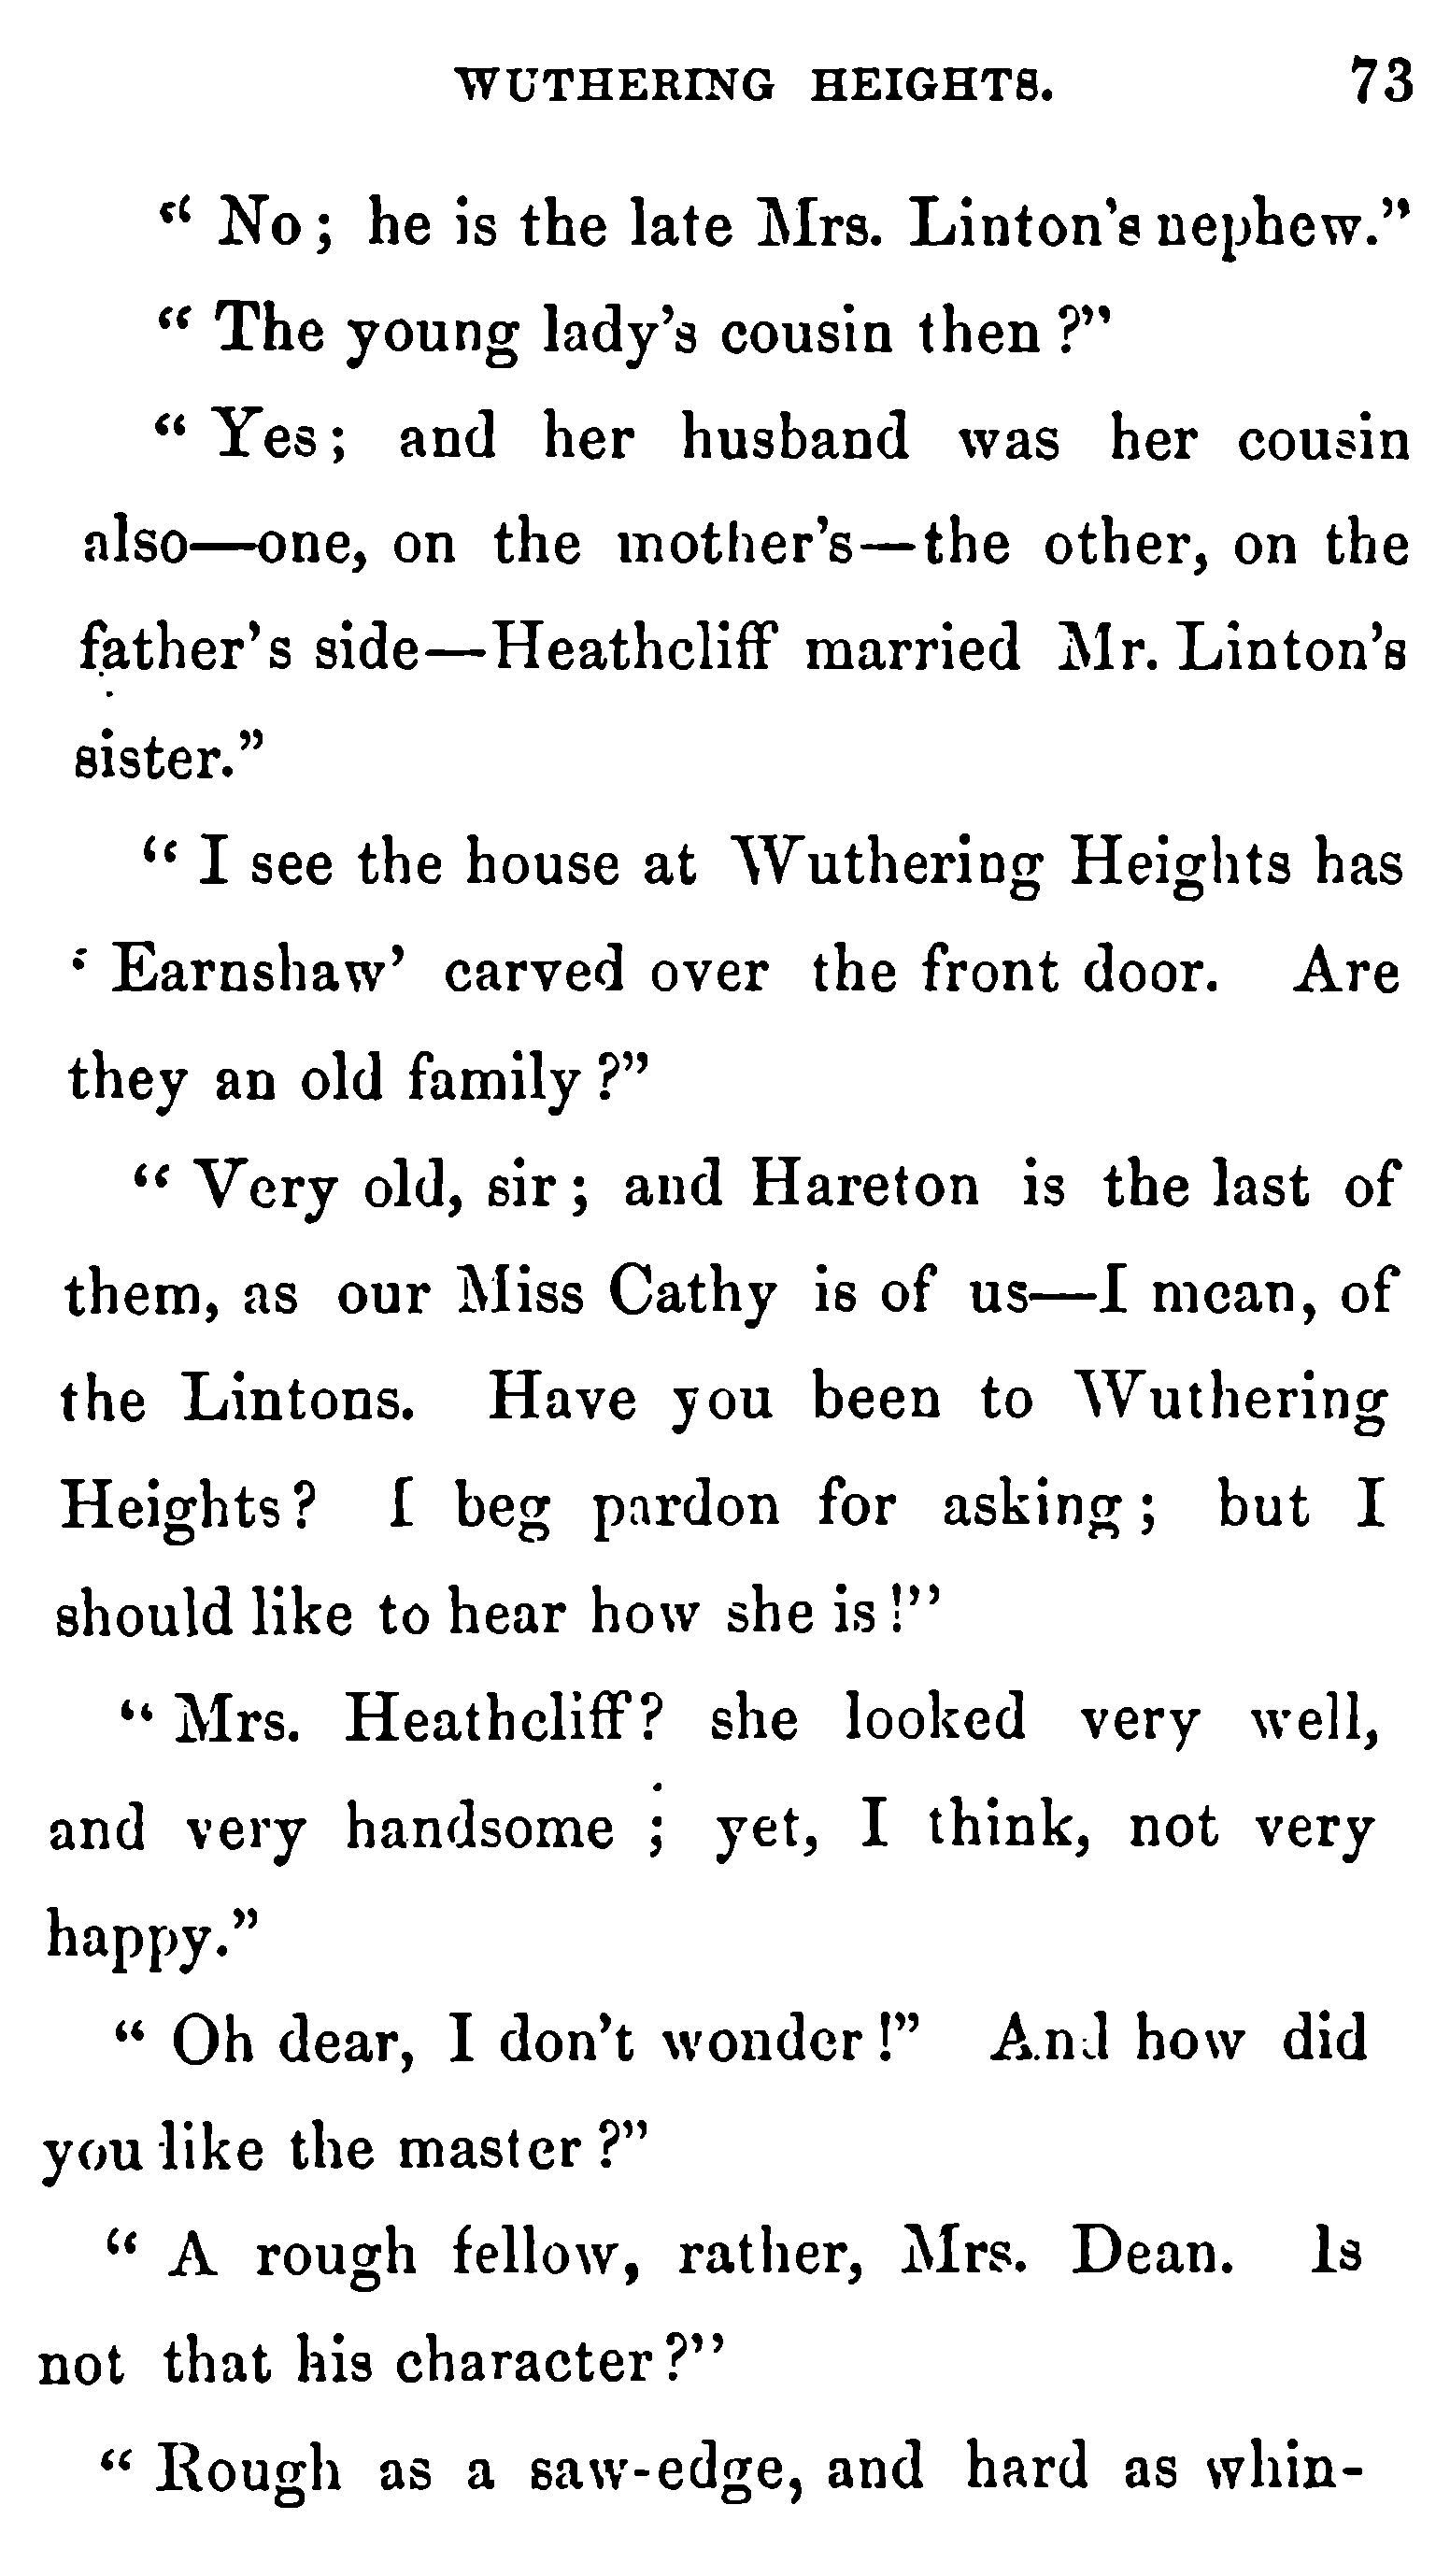 WUTHERING HEIGHTS. 73
“ No ; he is the late Mrs. Linton's nephew.”
“ The young lady's cousin then ?”
“ Yes ; and her husband was her cousin
also—one, on the mother's—the other, on the
father's side—Heathcliff married Mr. Linton's
sister.”
“ I see the house at Wuthering Heights has
‘ Earnshaw’ carved over the front door. Are
they an old family ?”
“ Very old, sir ; and Hareton is the last of
them, as our Miss Cathy is of us—I mean, of
the Lintons. Have you been to Wuthering
Heights ? I beg pardon for asking ; but I
should like to hear how she is !”
“ Mrs. Heathcliff ? she looked very well,
and very handsome ; yet, I think, not very
happy.”
“ Oh dear, I don't wonder !” And how did
you like the master ?”
“ A rough fellow, rather, Mrs. Dean. Is
not that his character ?”
“ Rough as a saw-edge, and hard as whin-